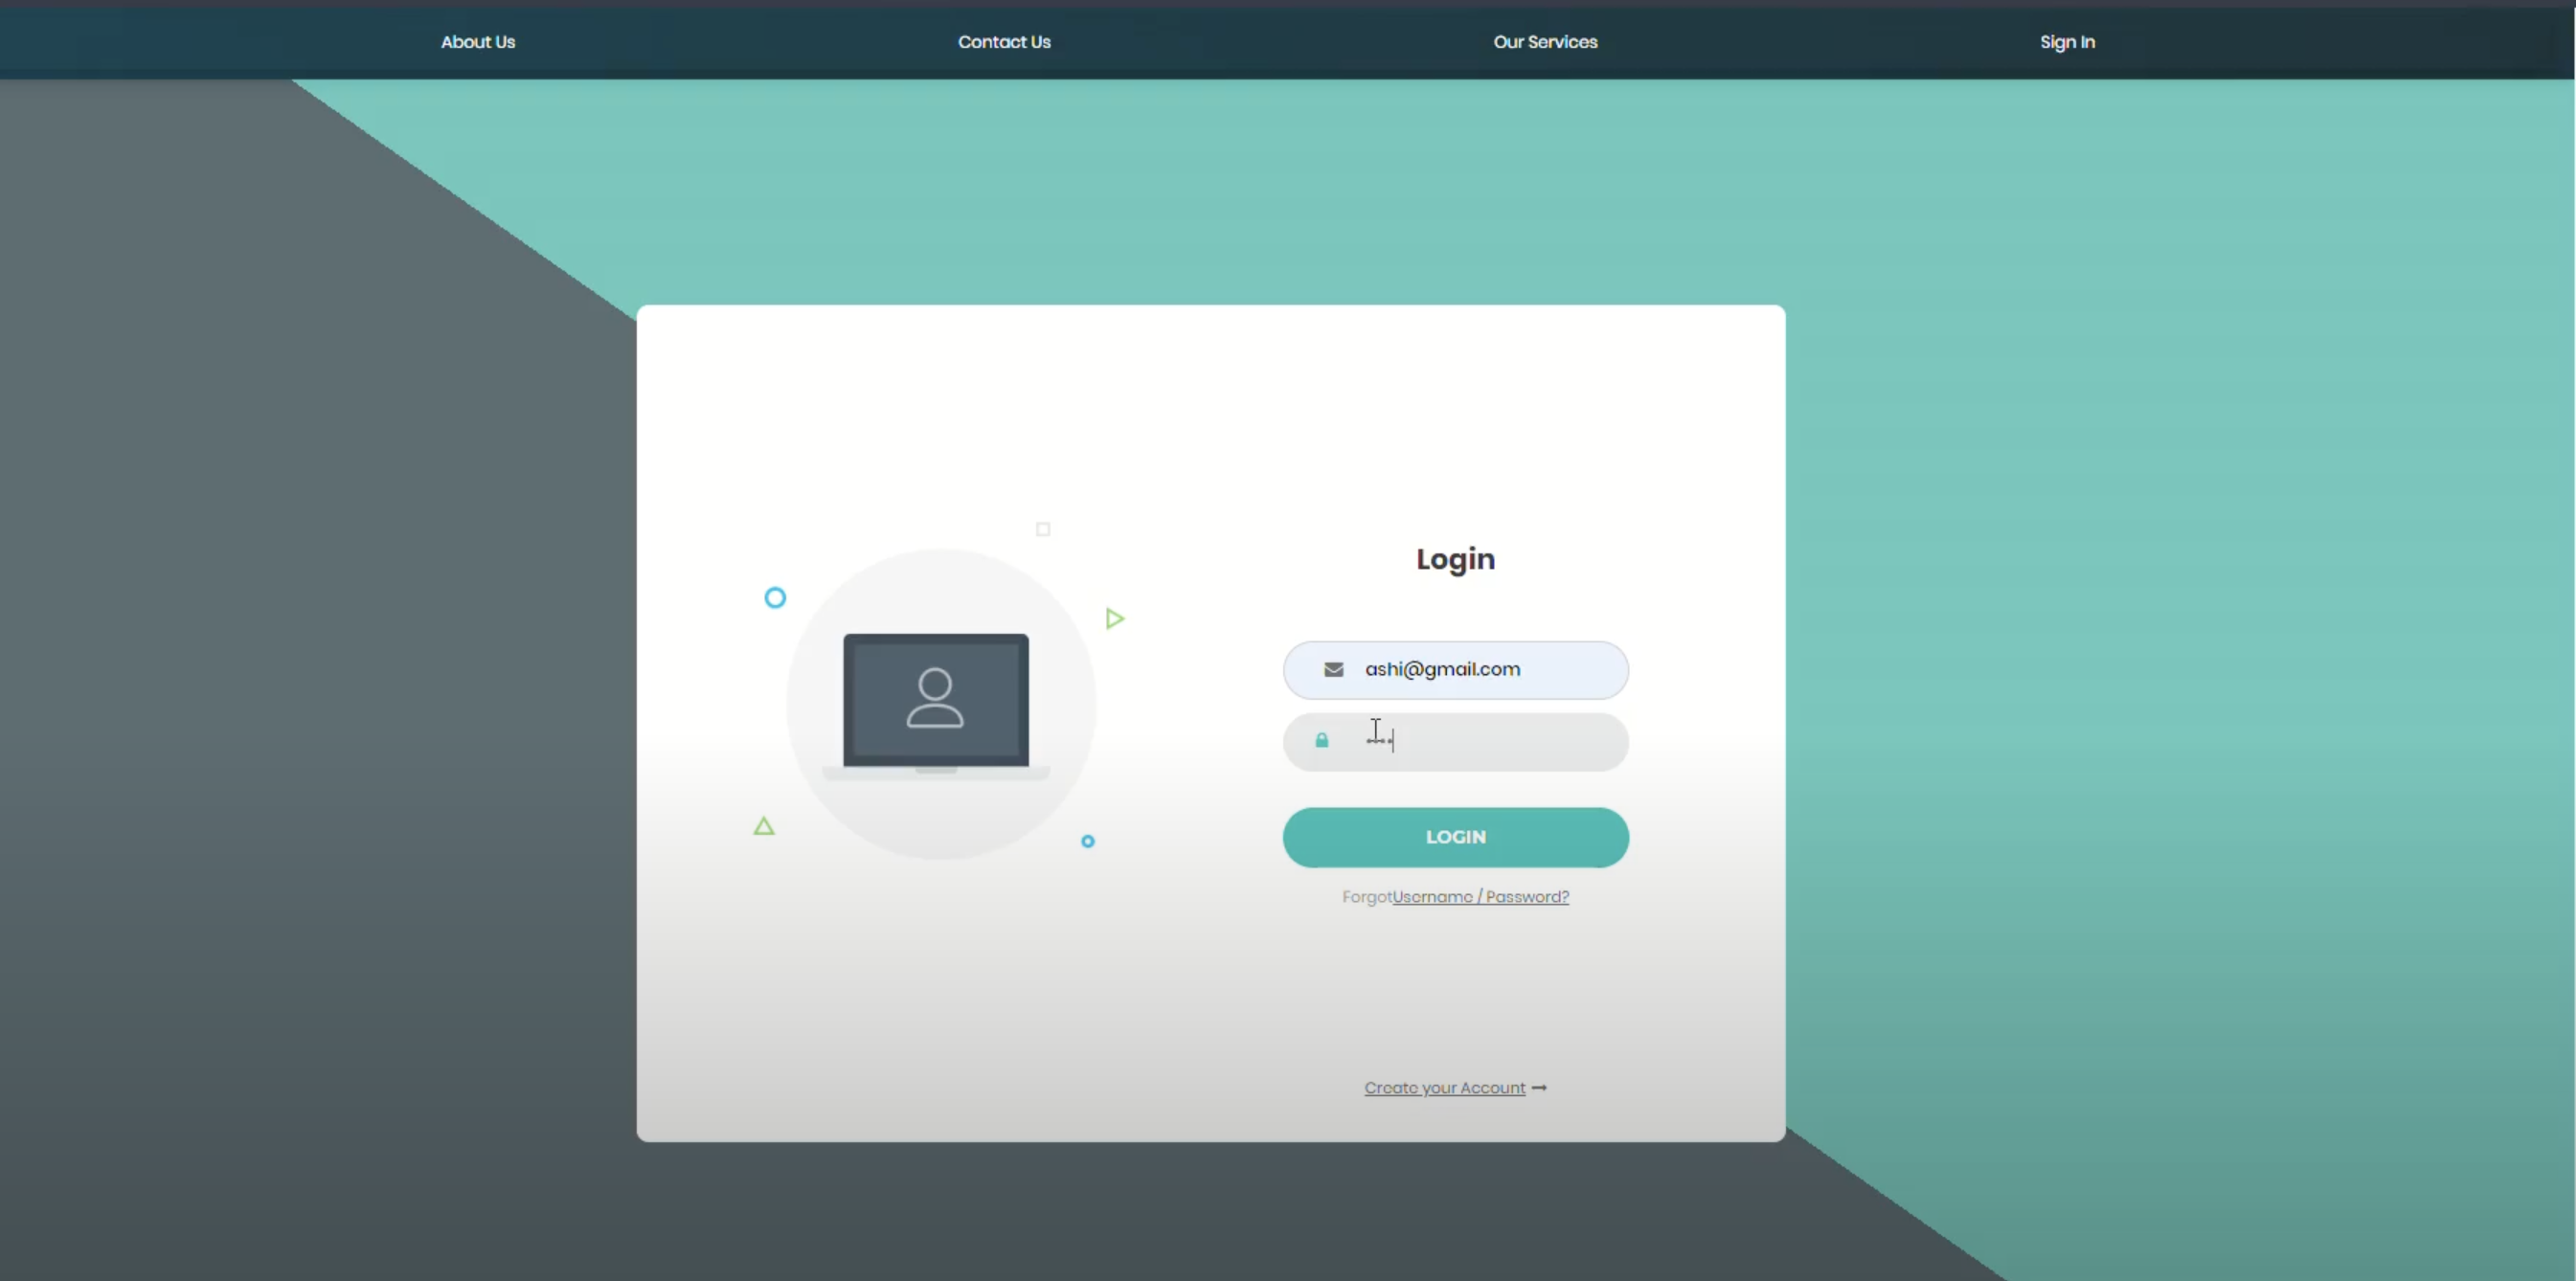 About Us Contact Us Our Services Sign In
Login
ashi@gmail.com
LOGIN
ForgotUsername / Password?
Create your Account